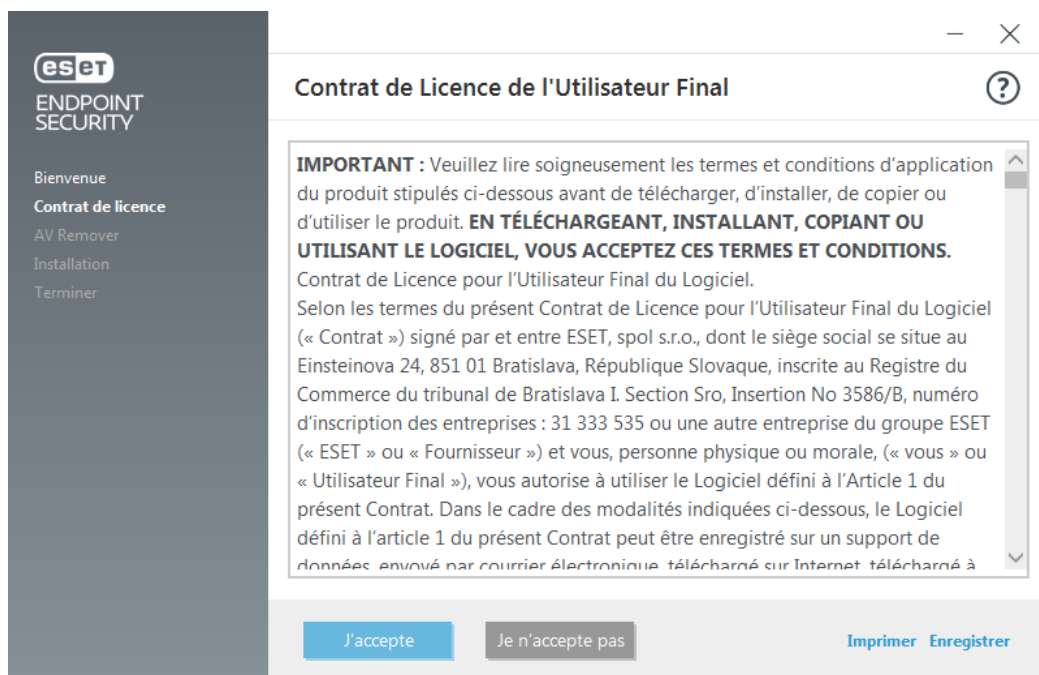 eset
ENDPOINT
SECURITY
Bienvenue
Contrat de licence
AV Remover
Installation
Terminer
Contrat de Licence de l'Utilisateur Final
?
IMPORTANT : Veuillez lire soigneusement les termes et conditions d’application
du produit stipulés ci-dessous avant de télécharger, d’installer, de copier ou
d’utiliser le produit. EN TÉLÉCHARGEANT, INSTALLANT, COPIANT OU
UTILISANT LE LOGICIEL, VOUS ACCEPTEZ CES TERMES ET CONDITIONS.
Contrat de Licence pour l’Utilisateur Final du Logiciel.
Selon les termes du présent Contrat de Licence pour l’Utilisateur Final du Logiciel
(« Contrat ») signé par et entre ESET, spol s.r.o., dont le siège social se situe au
Einsteinova 24, 851 01 Bratislava, République Slovaque, inscrite au Registre du
Commerce du tribunal de Bratislava I. Section Sro, Insertion No 3586/B, numéro
d’inscription des entreprises : 31 333 535 ou une autre entreprise du groupe ESET
(« ESET » ou « Fournisseur ») et vous, personne physique ou morale, (« vous » ou
« Utilisateur Final »), vous autorise à utiliser le Logiciel défini à l’Article 1 du
présent Contrat. Dans le cadre des modalités indiquées ci-dessous, le Logiciel
défini à l’article 1 du présent Contrat peut être enregistré sur un support de
données, envoyé par courrier électronique, téléchargé sur Internet, téléchargé à
J'accepte
Je n'accepte pas
Imprimer Enregistrer